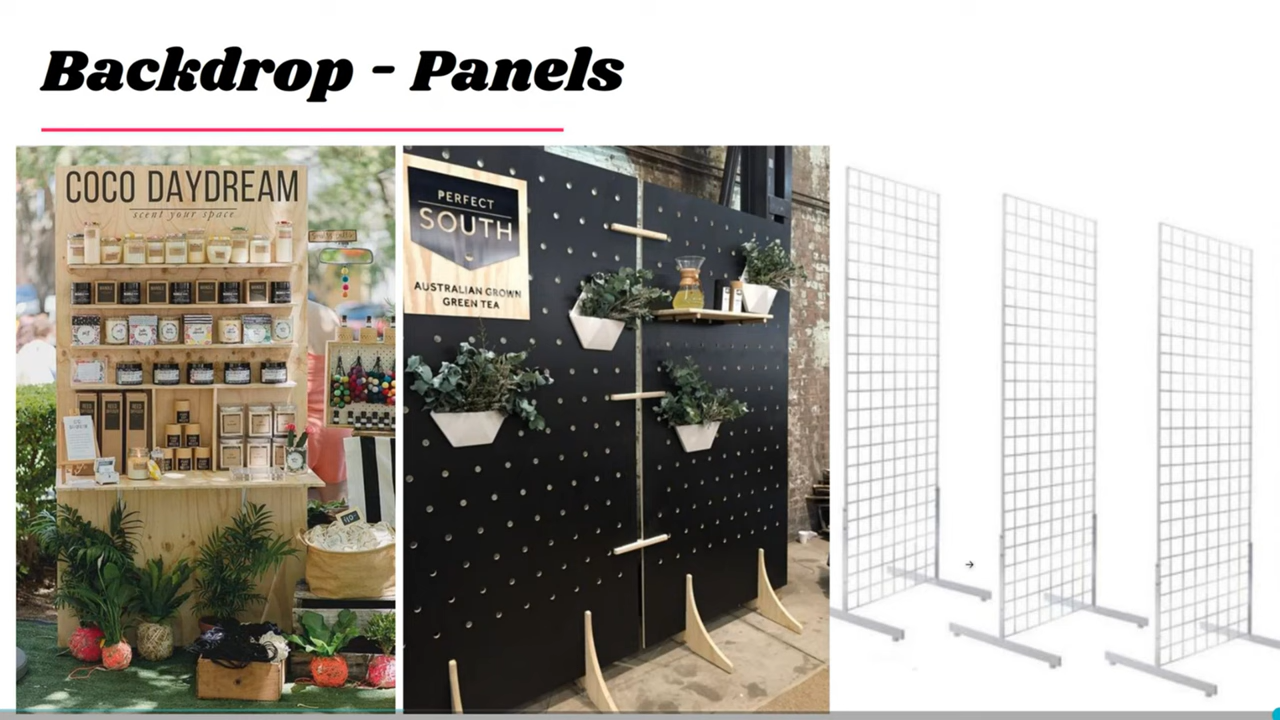 Backdrop - Panels
COCO DAYDREAM
scent your space
PERFECT
SOUTH
AUSTRALIAN GROWN
GREEN TEA